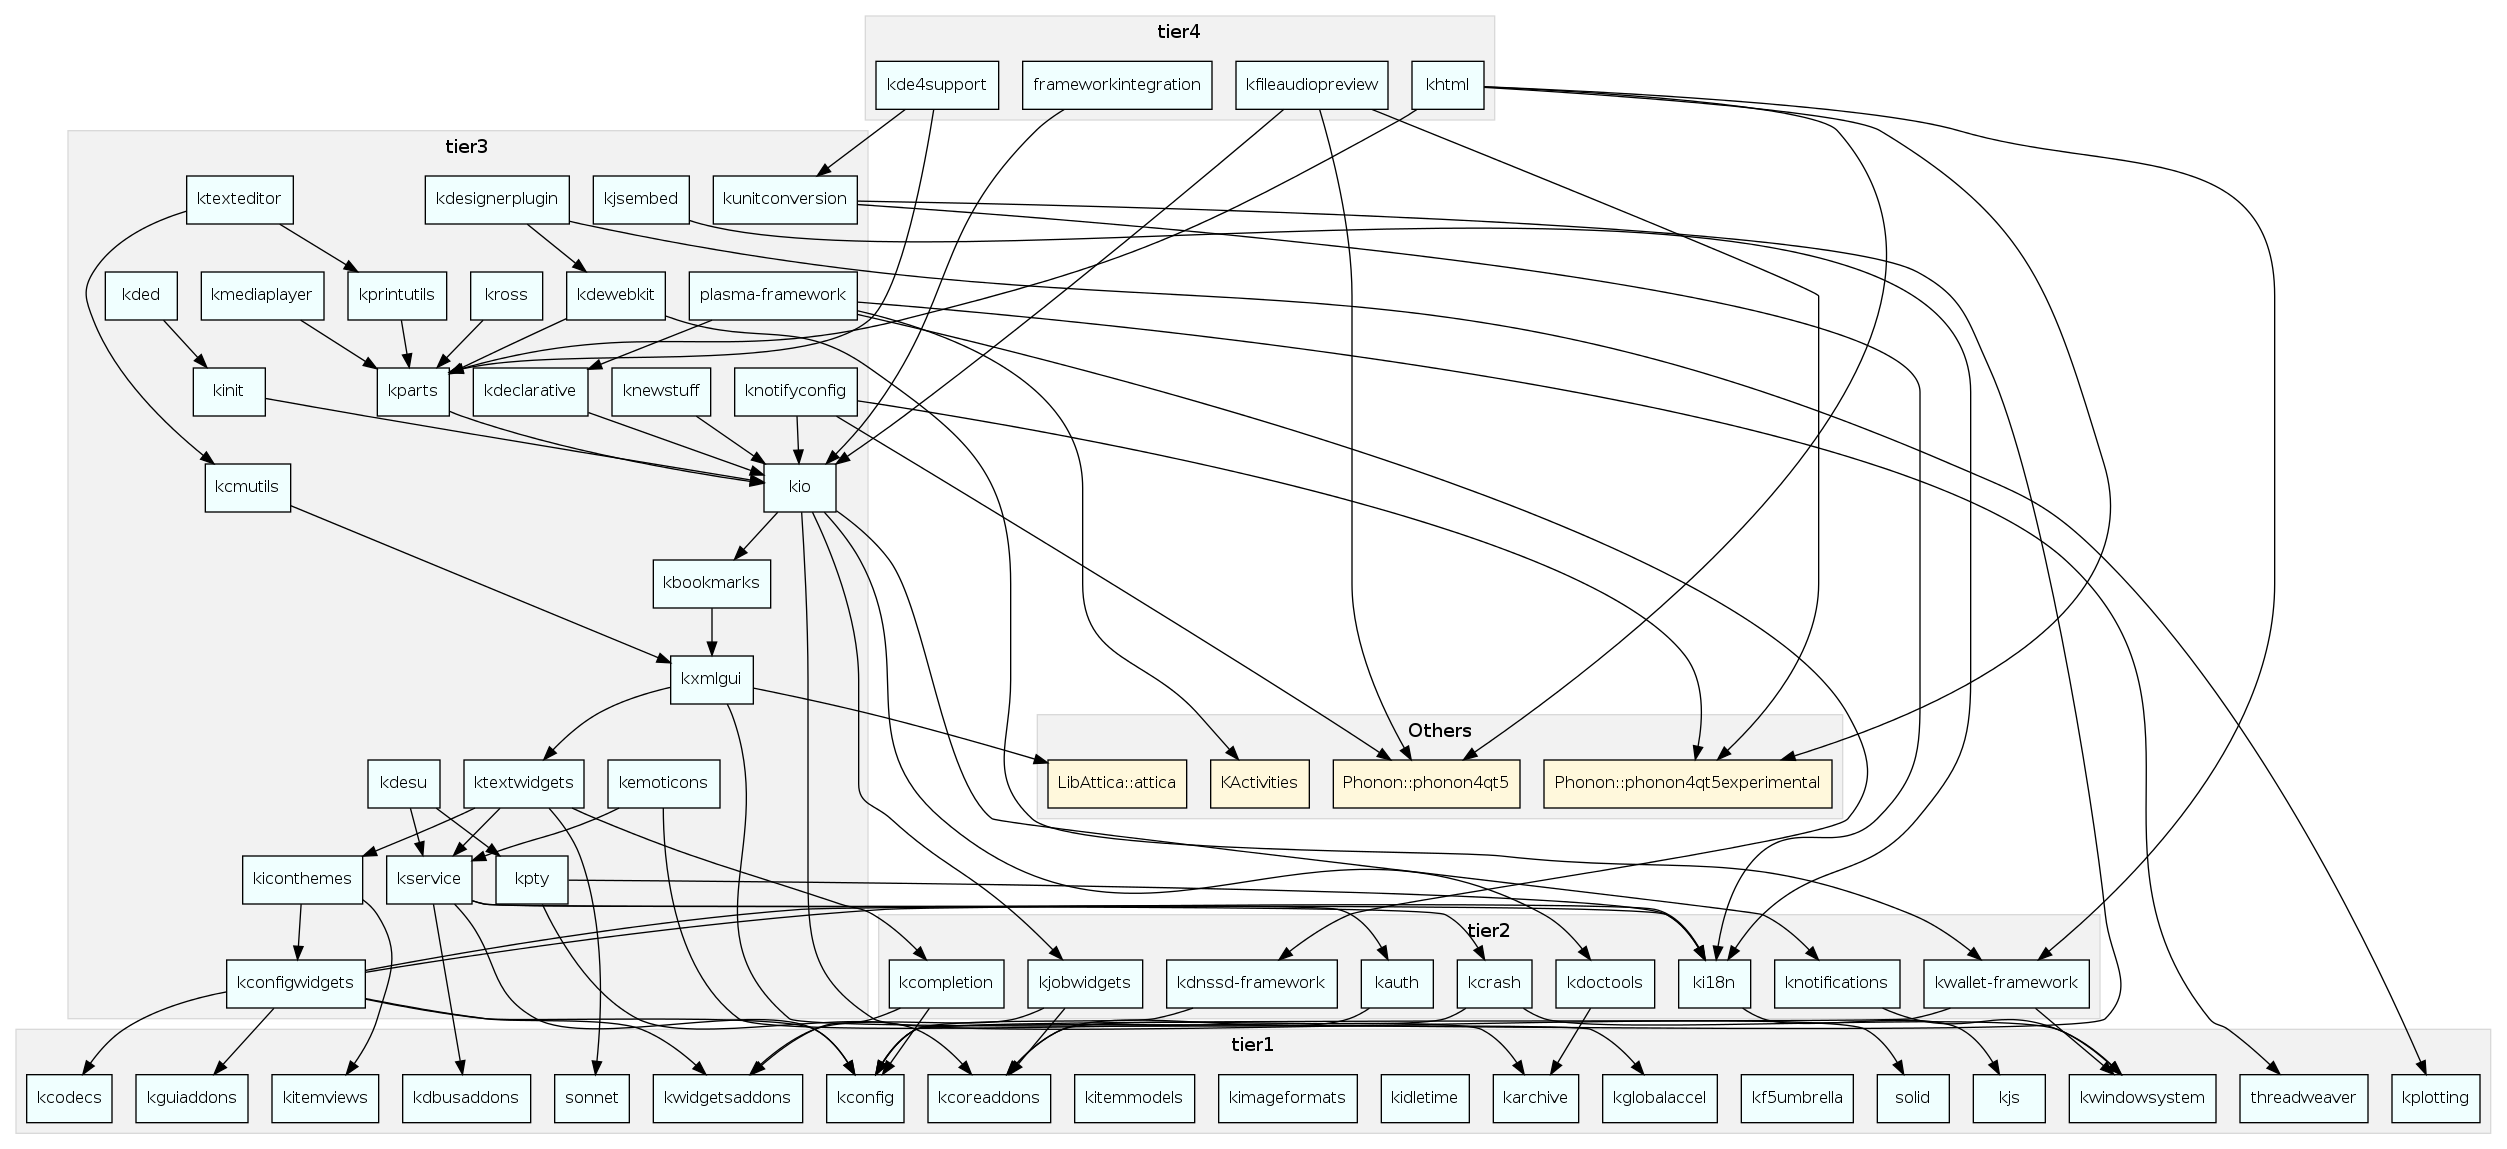 tier4
kde4support
frameworkintegration
kfileaudiopreview
khtml
tier3
ktexteditor
kdesignerplugin
kjsembed
kunitconversion
kded
kmediaplayer
kprintutils
kross
kdewebkit
plasma-framework
kinit
kparts
kdeclarative
knewstuff
knotifyconfig
kcmutils
kio
kbookmarks
kxmlgui
Others
kdesu
ktextwidgets
kemoticons
LibAttica::attica
KActivities
Phonon::phonon4qt5
Phonon::phonon4qt5experimental
kiconthemes
kservice
kpty
tier2
kconfigwidgets
kcompletion
kjobwidgets
kdnssd-framework
kauth
kcrash
kdoctools
ki18n
knotifications
kwallet-framework
tier1
kcodecs
kguiaddons
kitemviews
kdbusaddons
sonnet
kwidgetsaddons
kconfig
kcoreaddons
kitemmodels
kimageformats
kidletime
karchive
kglobalaccel
kf5umbrella
solid
kjs
kwindowsystem
threadweaver
kplotting